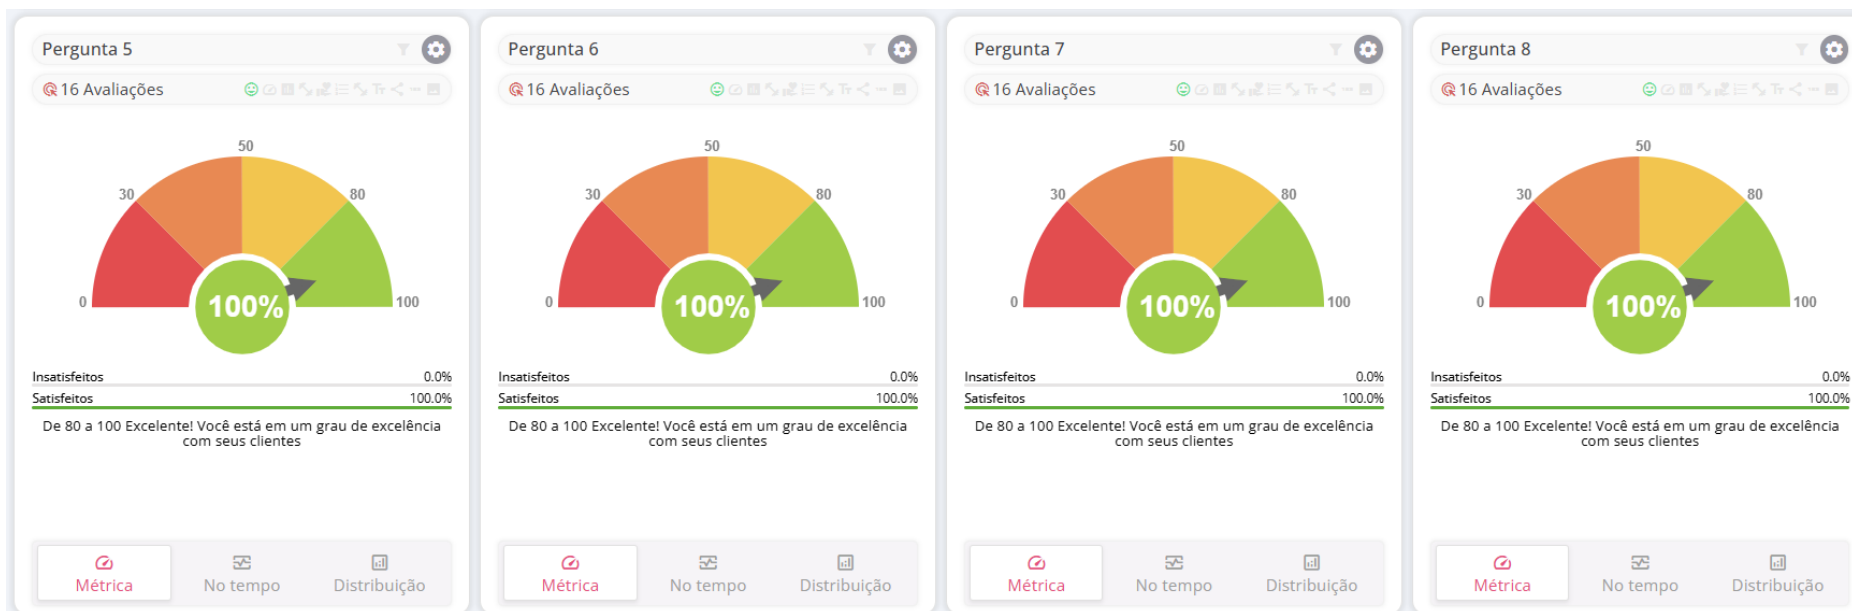 Pergunta 5
16 Avaliações
50
30
80
0
100%
100
Insatisfeitos 0.0%
Satisfeitos 100.0%
De 80 a 100 Excelente! Você está em um grau de excelência
com seus clientes
Métrica
No tempo
Distribuição
Pergunta 6
16 Avaliações
50
30
80
0
100%
100
Insatisfeitos 0.0%
Satisfeitos 100.0%
De 80 a 100 Excelente! Você está em um grau de excelência
com seus clientes
Métrica
No tempo
Distribuição
Pergunta 7
16 Avaliações
50
30
80
0
100%
100
Insatisfeitos 0.0%
Satisfeitos 100.0%
De 80 a 100 Excelente! Você está em um grau de excelência
com seus clientes
Métrica
No tempo
Distribuição
Pergunta 8
16 Avaliações
50
30
80
0
100%
100
Insatisfeitos 0.0%
Satisfeitos 100.0%
De 80 a 100 Excelente! Você está em um grau de excelência
com seus clientes
Métrica
No tempo
Distribuição